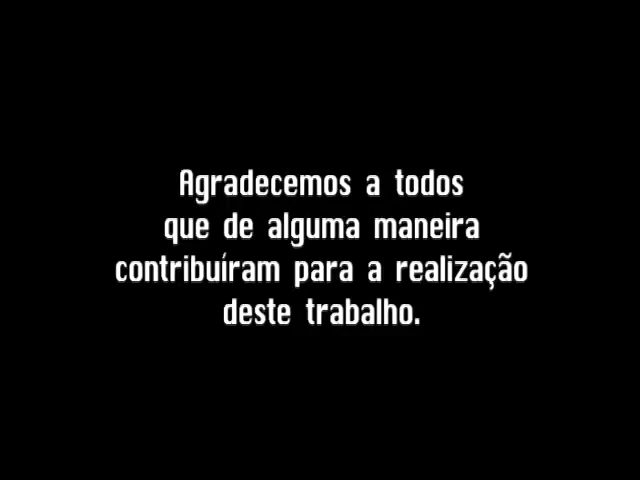 Agradecemos a todos
que de alguma maneira
contribuíram para a realização
deste trabalho.